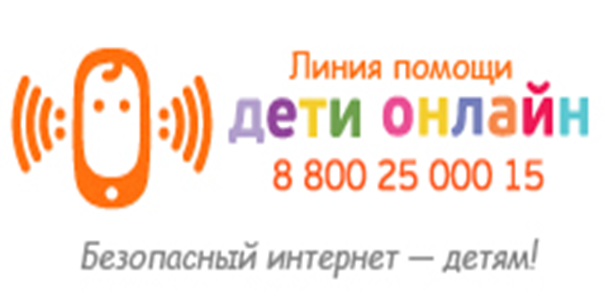 Линия помощи
дети онлайн
8 800 25 000 15
Безопасный интернет — детям!